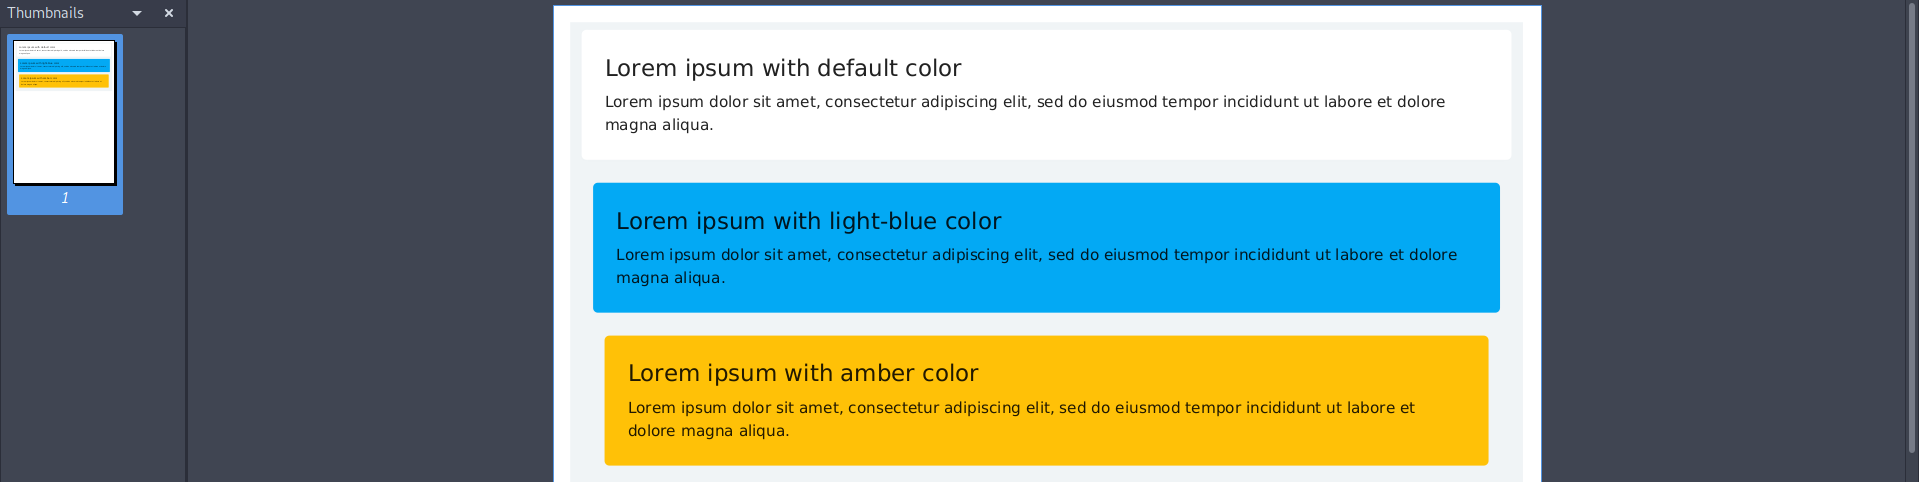 Thumbnails
1
Lorem ipsum with default color
Lorem ipsum dolor sit amet, consectetur adipiscing elit, sed do eiusmod tempor incididunt ut labore et dolore
magna aliqua.
Lorem ipsum with light-blue color
Lorem ipsum dolor sit amet, consectetur adipiscing elit, sed do eiusmod tempor incididunt ut labore et dolore
magna aliqua.
Lorem ipsum with amber color
Lorem ipsum dolor sit amet, consectetur adipiscing elit, sed do eiusmod tempor incididunt ut labore et
dolore magna aliqua.